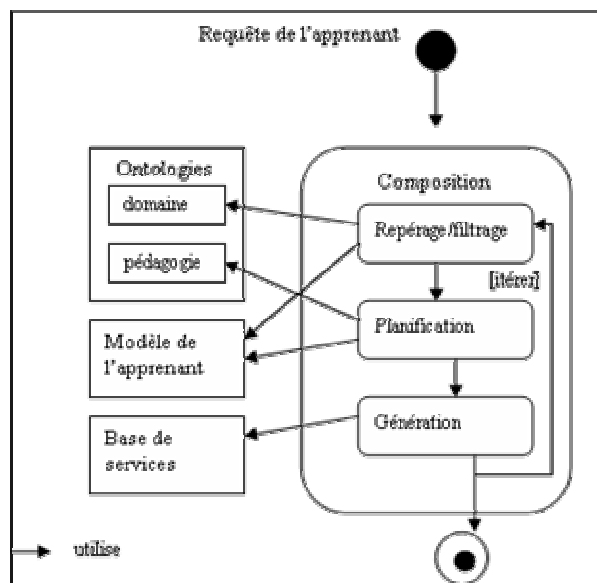 Requête de l'apprenant
Ontologies
domaine
pédagogie
Modèle de
l'apprenant
Base de
services
Composition
Repérage/filtrage
[itérer]
Planification
Génération
utilise